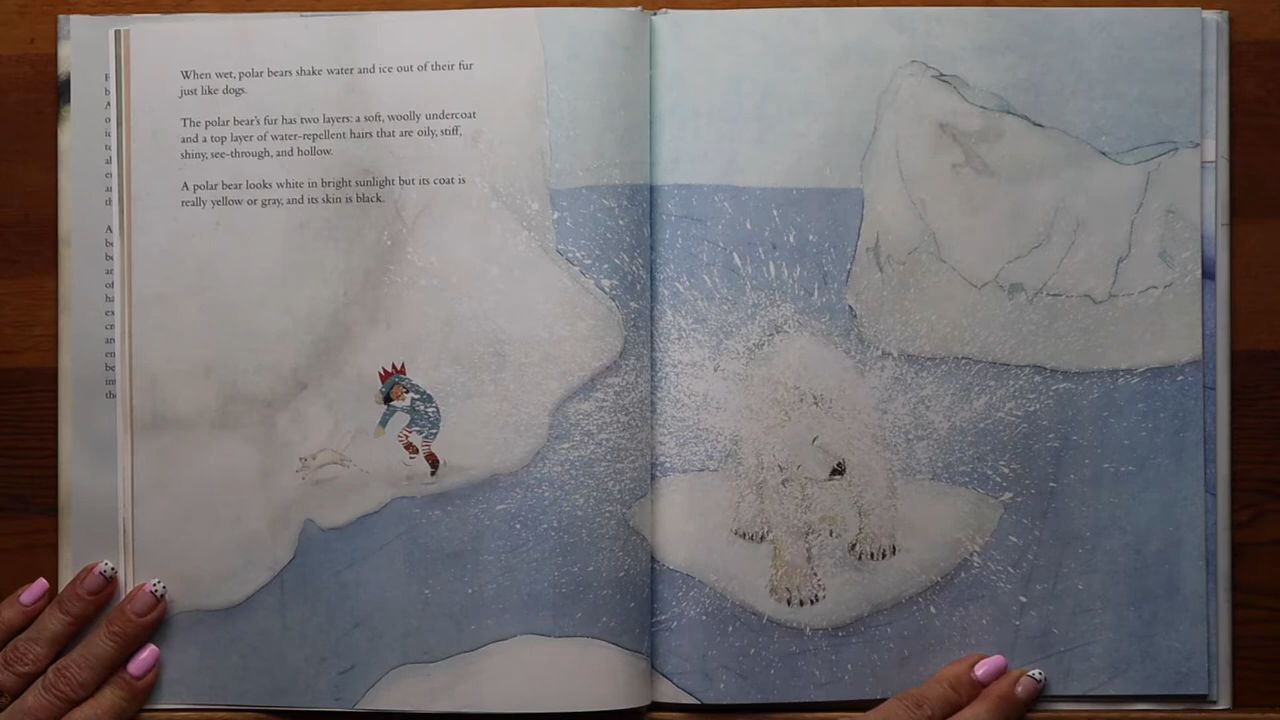 When wet, polar bears shake water and ice out of their fur
just like dogs.
The polar bear's fur has two layers: a soft, woolly undercoat
and a top layer of water-repellent hairs that are oily, stiff,
shiny, see-through, and hollow.
A polar bear looks white in bright sunlight but its coat is
really yellow or gray, and its skin is black.